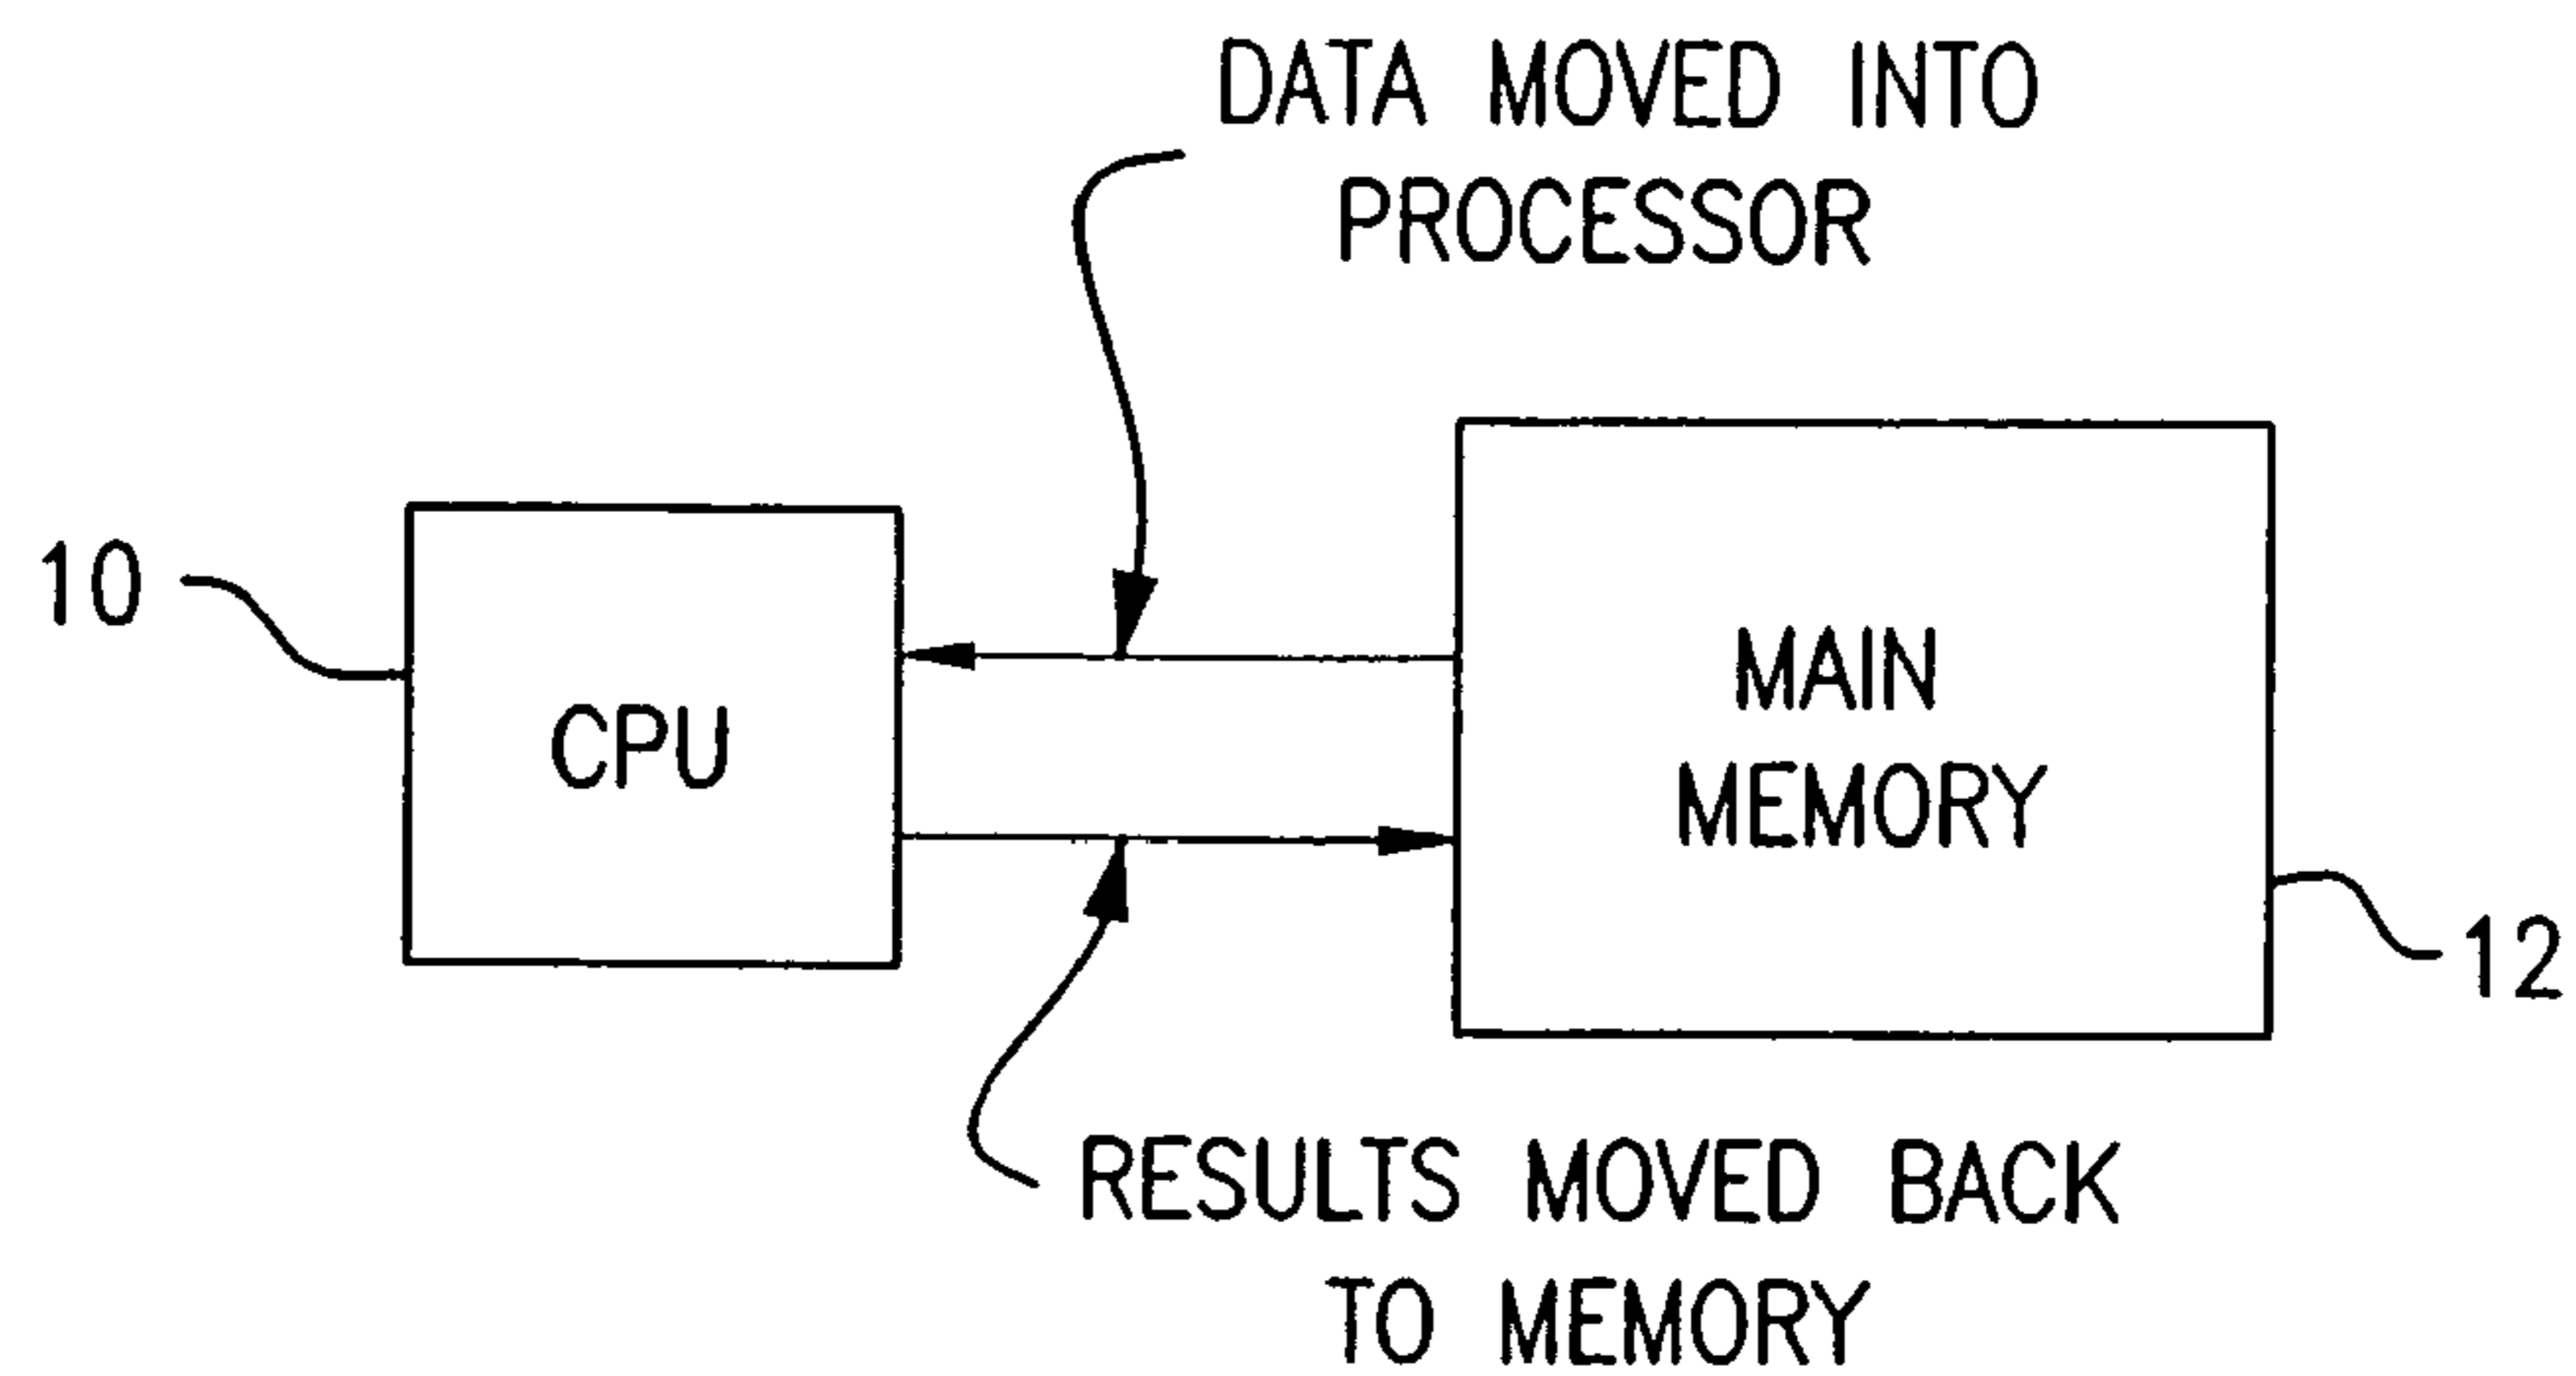 DATA MOVED INTO
PROCESSOR
10
CPU
MAIN
MEMORY
12
RESULTS MOVED BACK
TO MEMORY